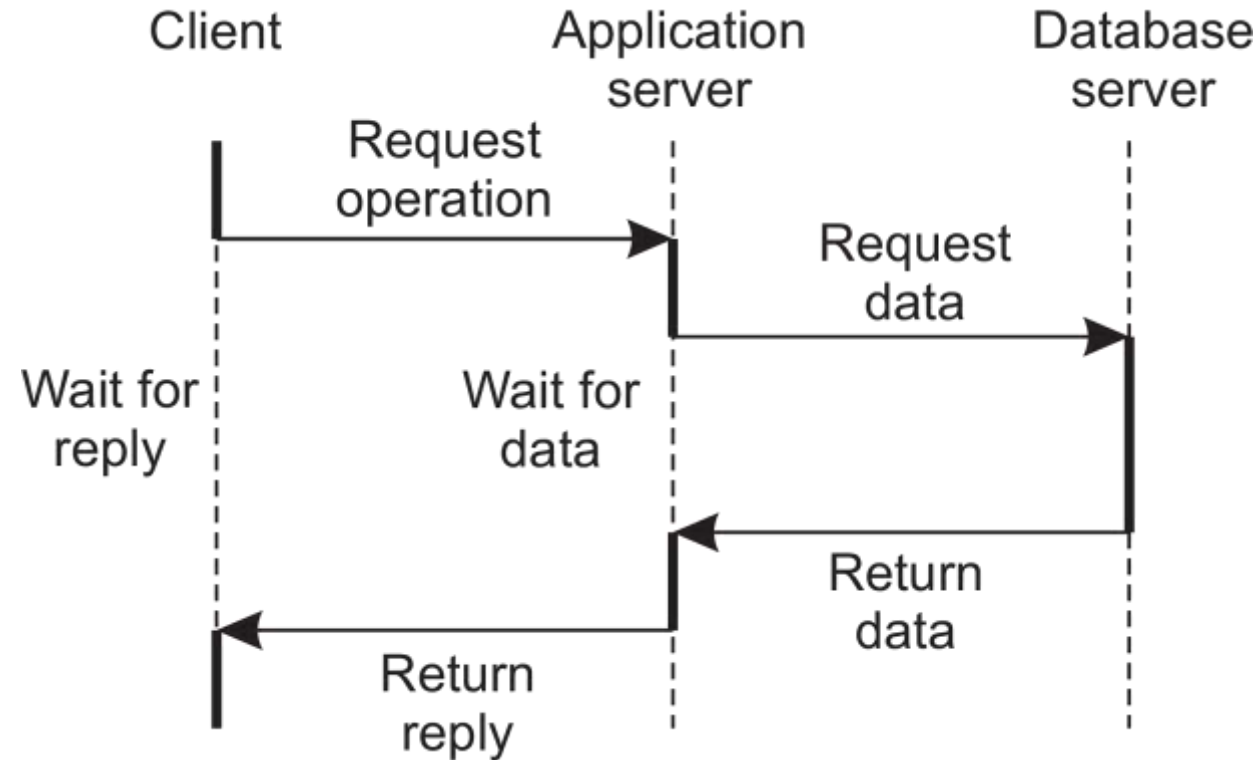 Client
Application
server
Database
server
Request
operation
Request
data
Wait for
reply
Wait for
data
Return
data
Return
reply